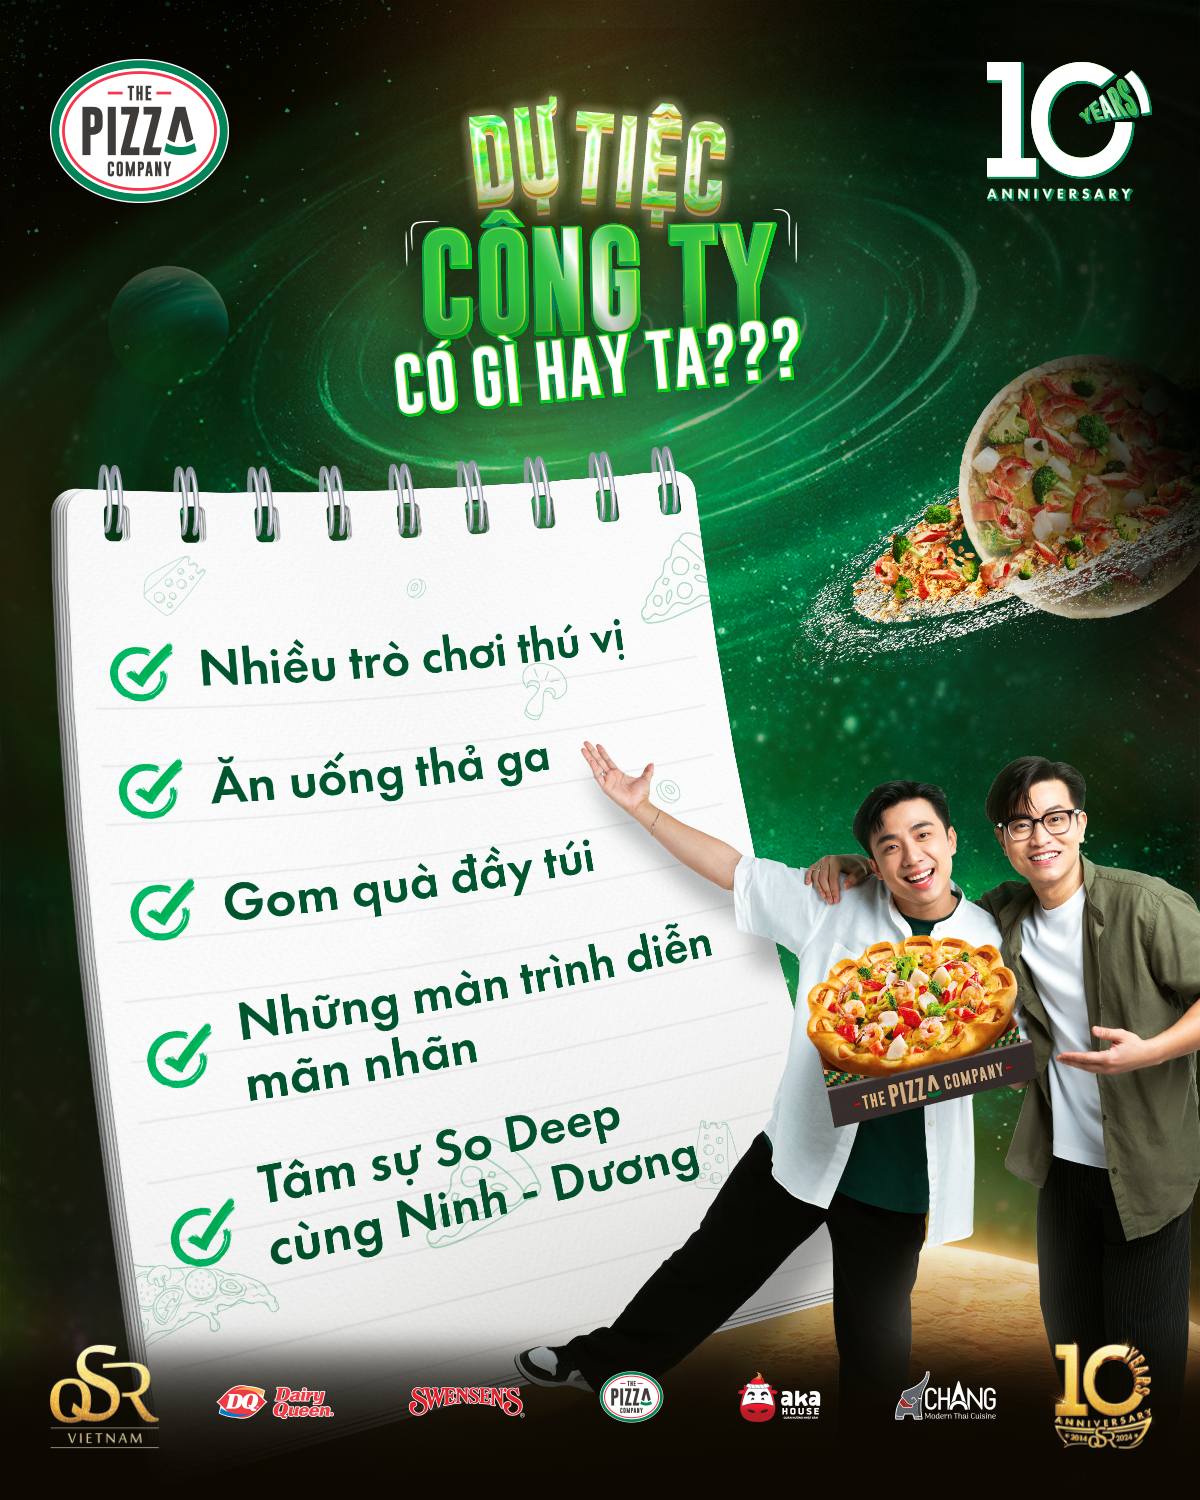 THE
PIZZA
COMPANY
10 YEARS
ANNIVERSARY
DỰ TIỆC
CÔNG TY
CÓ GÌ HAY TA???
Nhiều trò chơi thú vị
Ăn uống thả ga
Gom quà đầy túi
Những màn trình diễn
mãn nhãn
Tâm sự So Deep
cùng Ninh - Dương
THE PIZZA COMPANY
QSR
VIETNAM
DQ Dairy
Queen.
SWENSEN'S
THE
PIZZA
COMPANY
aka
HOUSE
CHANG
Modern Thai Cuisine
10 YEARS
ANNIVERSARY
2014 QSR 2024